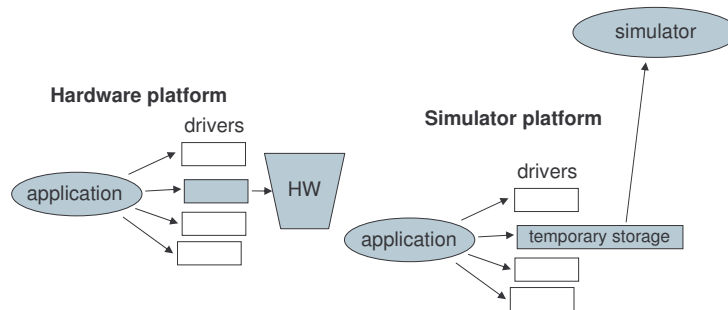 Hardware platform
drivers
application
HW
simulator
Simulator platform
drivers
application
temporary storage